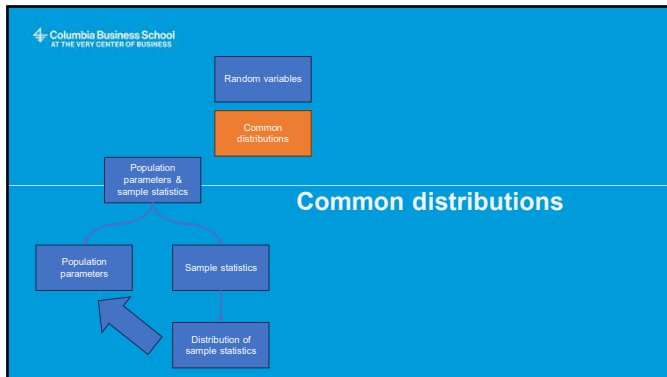 Columbia Business School
AT THE VERY CENTER OF BUSINESS
Random variables
Common
distributions
Population
parameters &
sample statistics
Common distributions
Population
parameters
Sample statistics
Distribution of
sample statistics